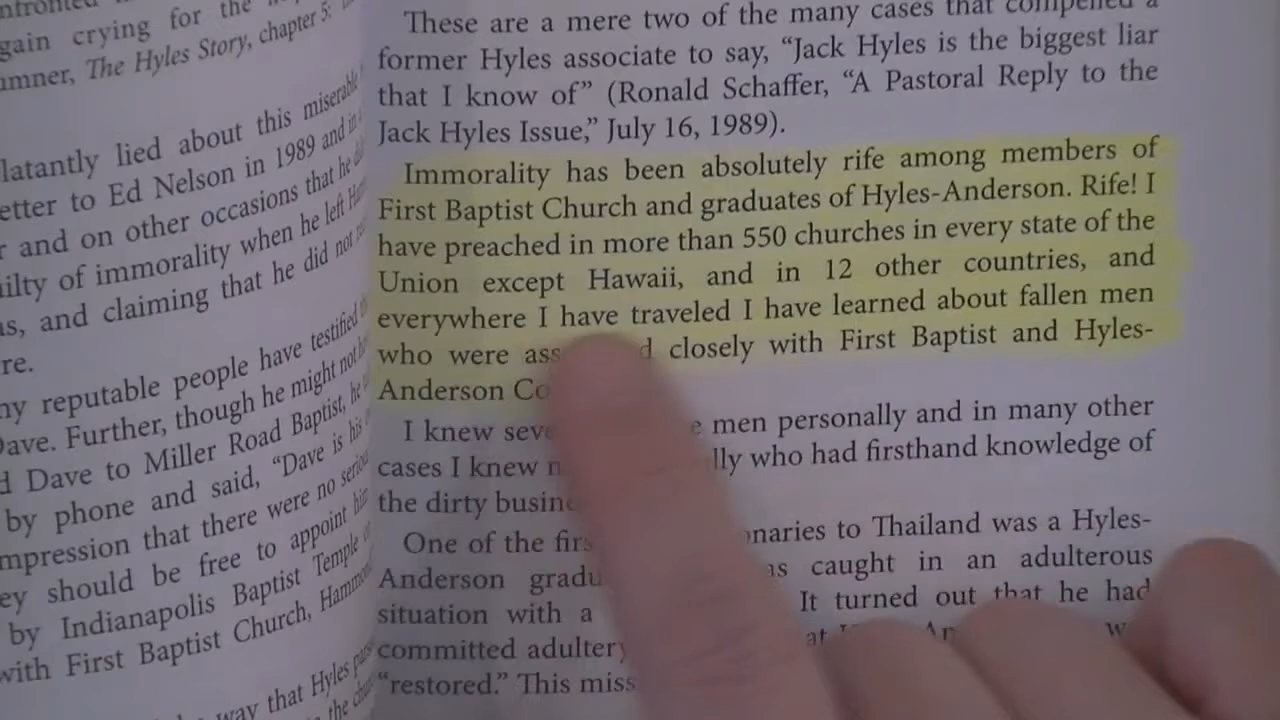 gain crying for the
The Hyles Story, chapter 5:
lied about this
etter to Ed Nelson in 1989 and in
and on other occasions that he
of immorality when he left
and claiming that he did not
re.
reputable people have testified
Dave. Further, though he might not
Dave to Miller Road Baptist, he
by phone and said, “Dave is his
that there were no
should be free to appoint
by Indianapolis Baptist Temple
with First Baptist Church,
way that Hyles
These are a mere two of the many cases that compelled a
former Hyles associate to say, “Jack Hyles is the biggest liar
that I know of” (Ronald Schaffer, “A Pastoral Reply to the
Jack Hyles Issue,” July 16, 1989).
Immorality has been absolutely rife among members of
First Baptist Church and graduates of Hyles-Anderson. Rife! I
have preached in more than 550 churches in every state of the
Union except Hawaii, and in 12 other countries, and
everywhere I have traveled I have learned about fallen men
who were ass d closely with First Baptist and Hyles-
Anderson Co
I knew seve e men personally and in many other
cases I knew lly who had firsthand knowledge of
the dirty busin
One of the firs onaries to Thailand was a Hyles-
Anderson gradu as caught in an adulterous
situation with a It turned out that he had
committed adultery at
“restored.” This miss